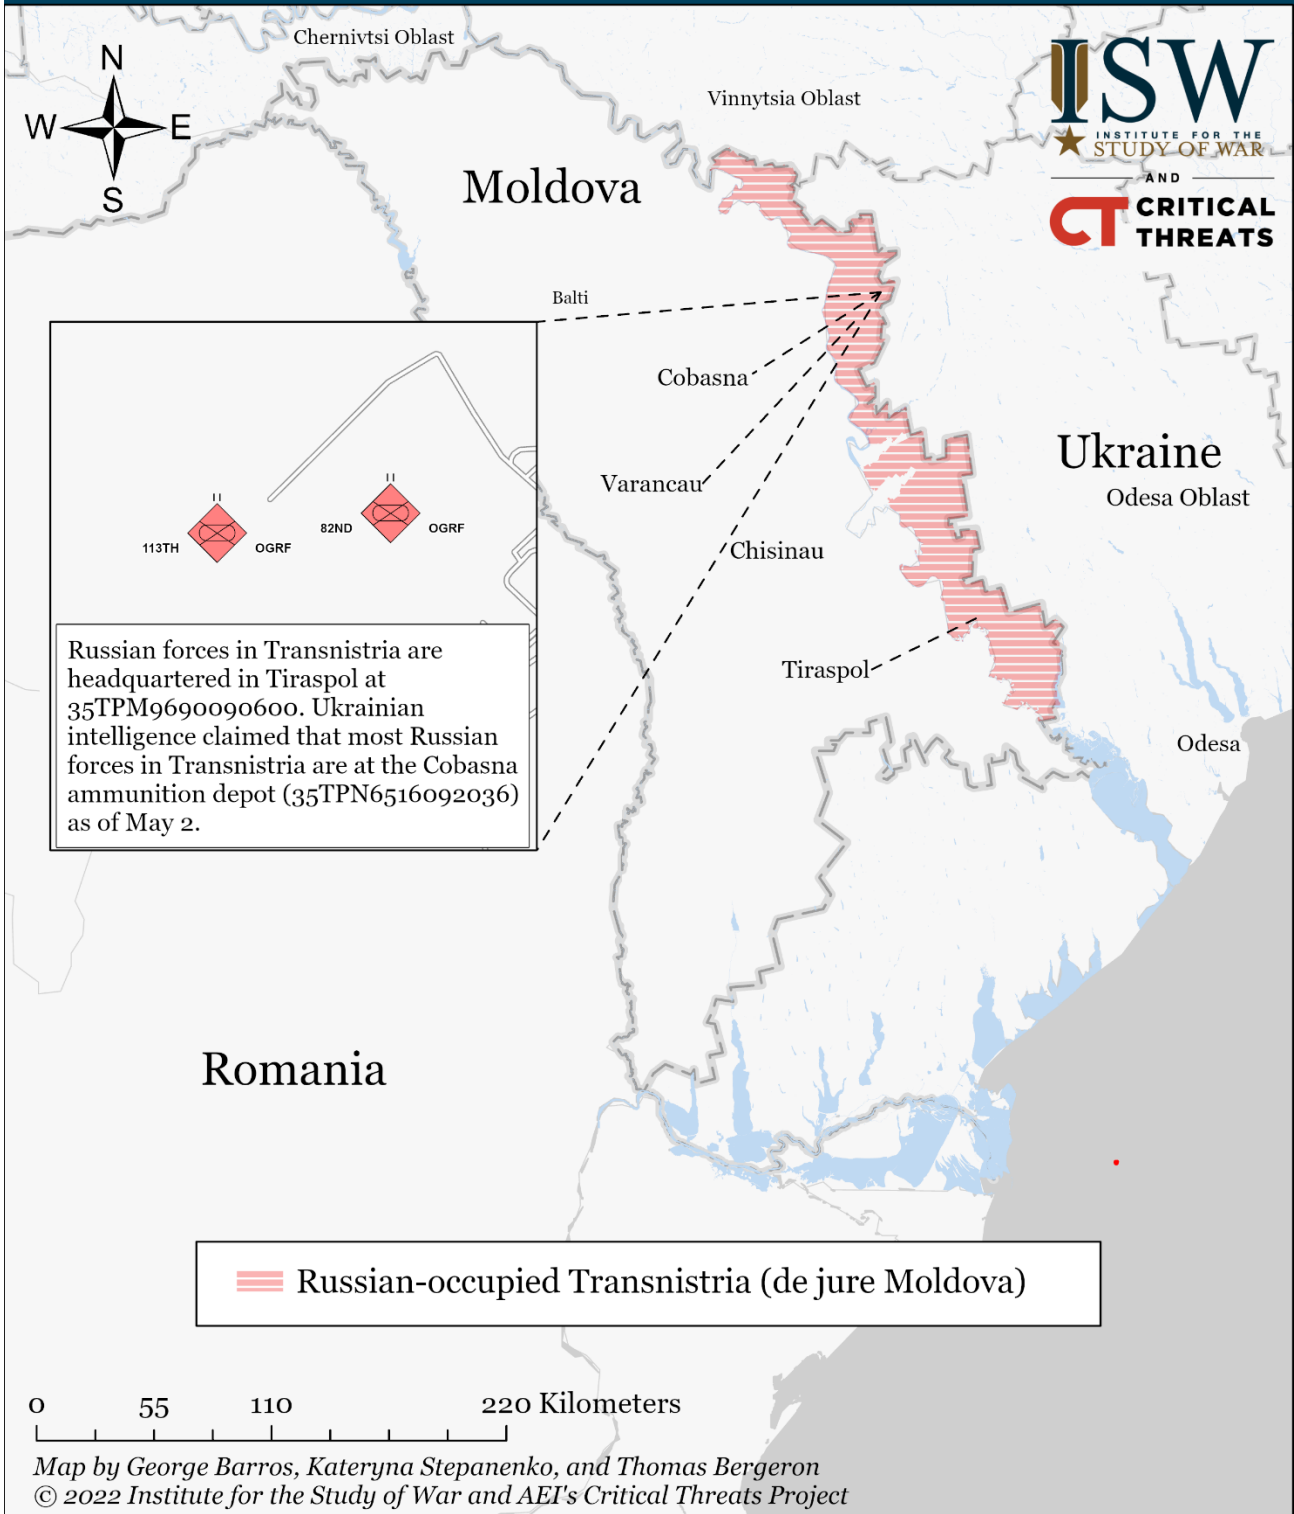 Chernivtsi Oblast
Vinnytsia Oblast
N
W
E
S
ISW
INSTITUTE FOR THE
STUDY OF WAR
AND
CT CRITICAL
THREATS
Moldova
Balti
Cobasna
Varancau
Chisinau
Tiraspol
Ukraine
Odesa Oblast
Odesa
Romania
II
113TH
OGRF
II
82ND
OGRF
Russian forces in Transnistria are
headquartered in Tiraspol at
35TPM9690090600. Ukrainian
intelligence claimed that most Russian
forces in Transnistria are at the Cobasna
ammunition depot (35TPN6516092036)
as of May 2.
Russian-occupied Transnistria (de jure Moldova)
0 55 110 220 Kilometers
Map by George Barros, Kateryna Stepanenko, and Thomas Bergeron
© 2022 Institute for the Study of War and AEI's Critical Threats Project